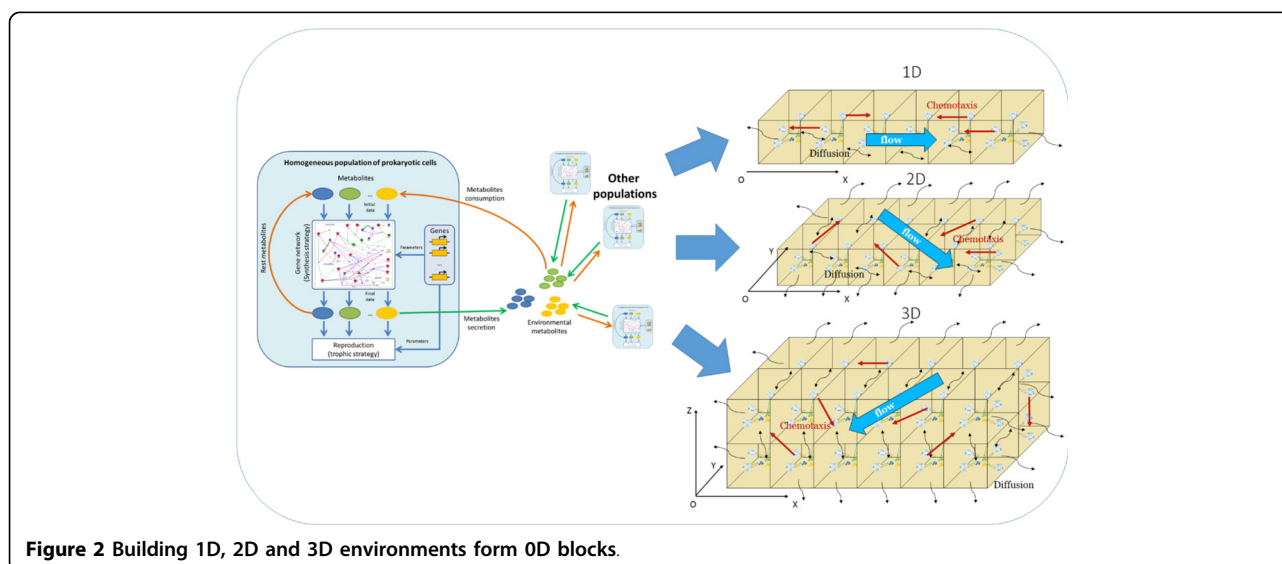 Homogeneous population of prokaryotic cells
Metabolites
...
Initial
data
Rest metabolites
Gene network
(Synthesis strategy)
Parameters
Genes
...
Final
data
...
Reproduction
(trophic strategy)
Parameters
Metabolites
consumption
Metabolites
secretion
Other
populations
Environmental
metabolites
1D
Chemotaxis
flow
Diffusion
O
X
2D
flow
Chemotaxis
Y
Diffusion
O
X
3D
Z
flow
Chemotaxis
Y
O
X
Diffusion
Figure 2 Building 1D, 2D and 3D environments form 0D blocks.